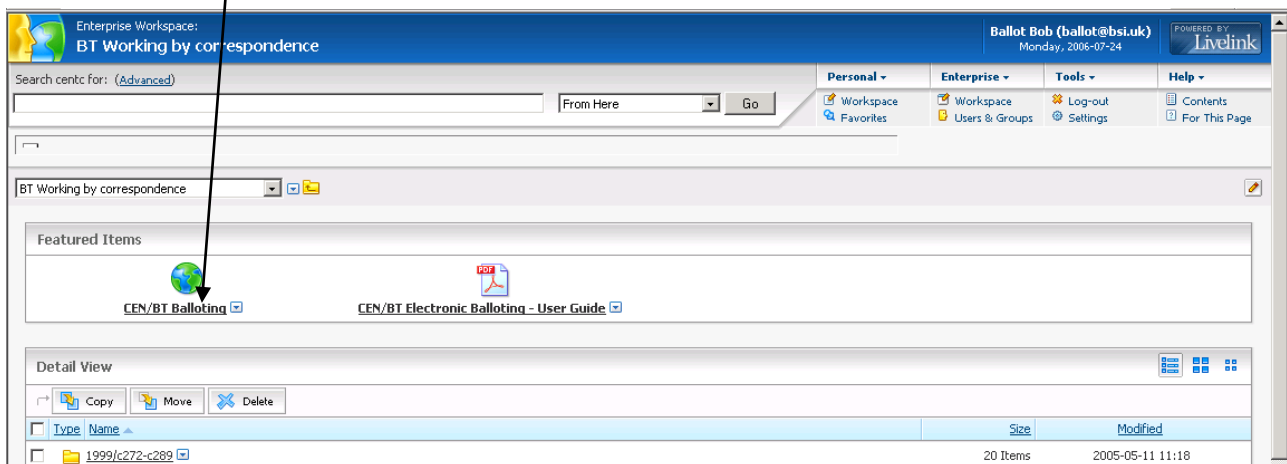 Enterprise Workspace:
BT Working by correspondence
Ballot Bob (ballot@bsi.uk)
Monday, 2006-07-24
POWERED BY
Livelink
Search centc for: (Advanced)
From Here
Go
Personal
Enterprise
Tools
Help
Workspace
Workspace
Log-out
Contents
Favorites
Users & Groups
Settings
For This Page
BT Working by correspondence
Featured Items
PDF
CEN/BT Balloting
CEN/BT Electronic Balloting - User Guide
Detail View
Copy
Move
Delete
Type Name
Size
Modified
1999/c272-c289
20 Items
2005-05-11 11:18